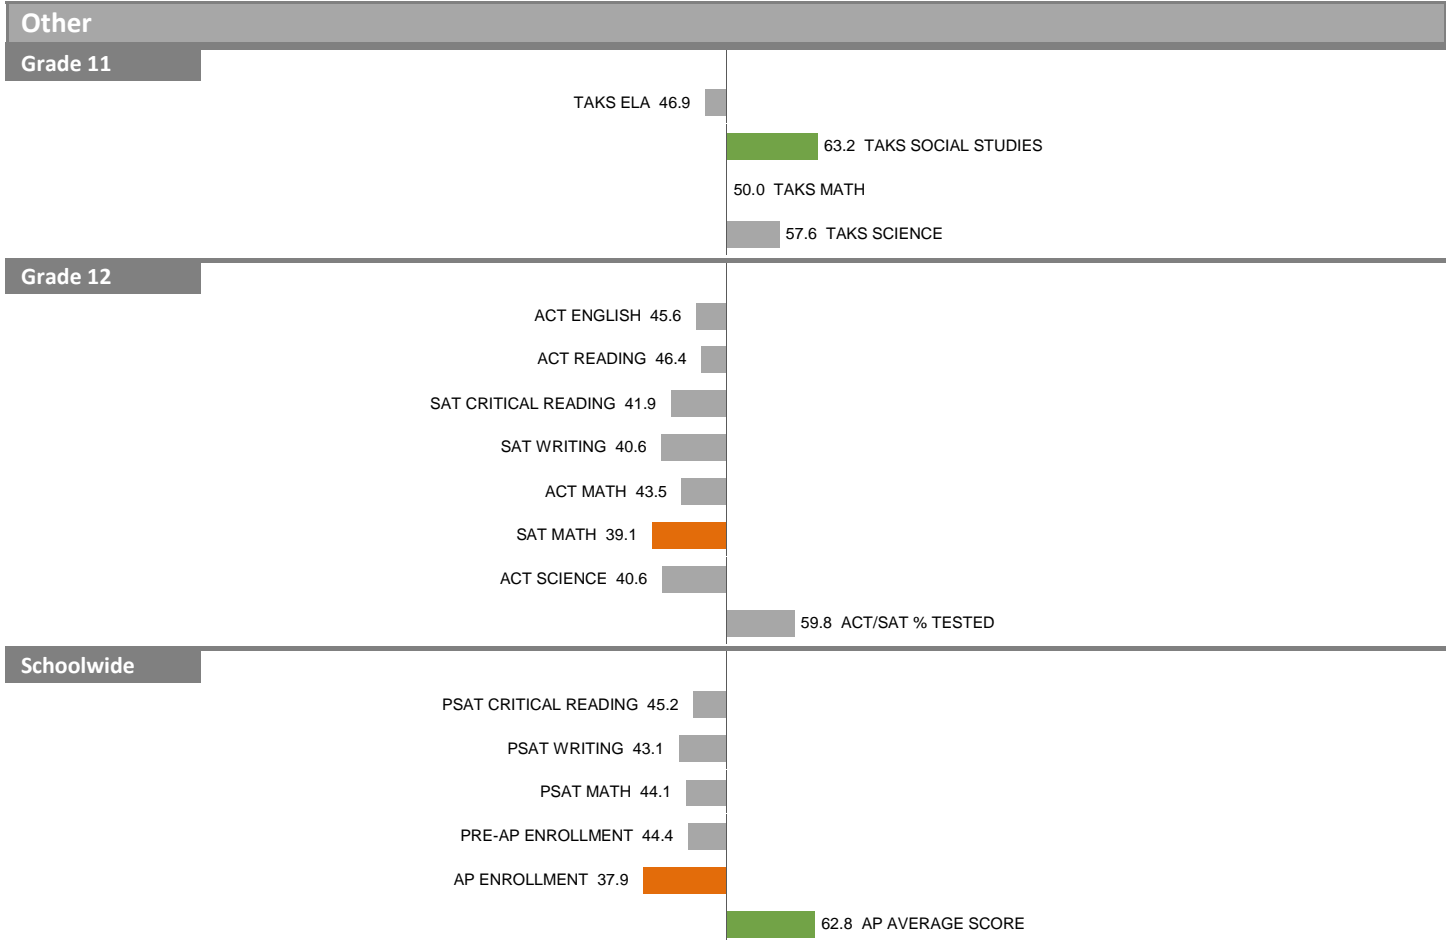 Other
Grade 11
TAKS ELA 46.9
63.2 TAKS SOCIAL STUDIES
50.0 TAKS MATH
57.6 TAKS SCIENCE
Grade 12
ACT ENGLISH 45.6
ACT READING 46.4
SAT CRITICAL READING 41.9
SAT WRITING 40.6
ACT MATH 43.5
SAT MATH 39.1
ACT SCIENCE 40.6
59.8 ACT/SAT % TESTED
Schoolwide
PSAT CRITICAL READING 45.2
PSAT WRITING 43.1
PSAT MATH 44.1
PRE-AP ENROLLMENT 44.4
AP ENROLLMENT 37.9
62.8 AP AVERAGE SCORE